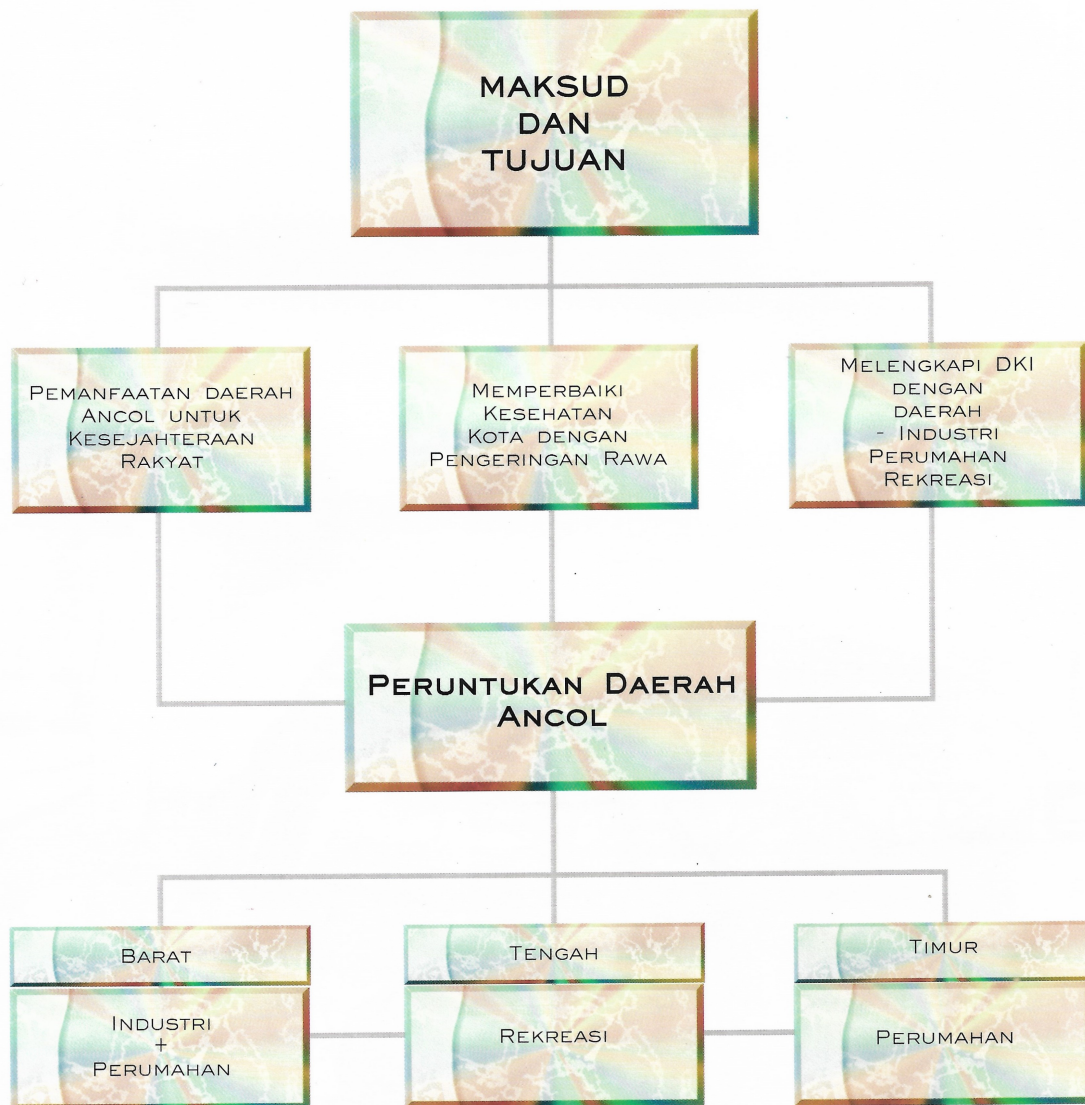 MAKSUD
DAN
TUJUAN
PEMANFAATAN DAERAH
ANCOL UNTUK
KESEJAHTERAAN
RAKYAT
MEMPERBAIKI
KESEHATAN
KOTA DENGAN
PENGERINGAN RAWA
MELENGKAPI DKI
DENGAN
DAERAH
- INDUSTRI
PERUMAHAN
REKREASI
PERUNTUKAN DAERAH
ANCOL
BARAT
INDUSTRI
+
PERUMAHAN
TENGAH
REKREASI
TIMUR
PERUMAHAN